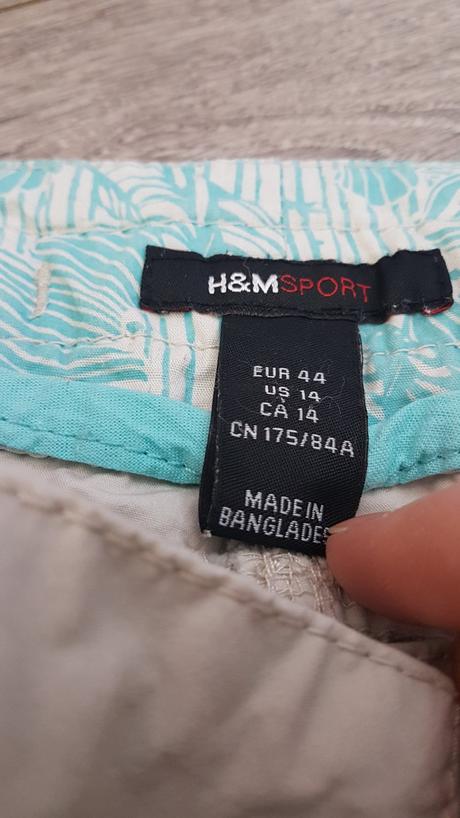 H&MSPORT
EUR 44
US 14
CA 14
CN 175/84A
MADE IN
BANGLADES